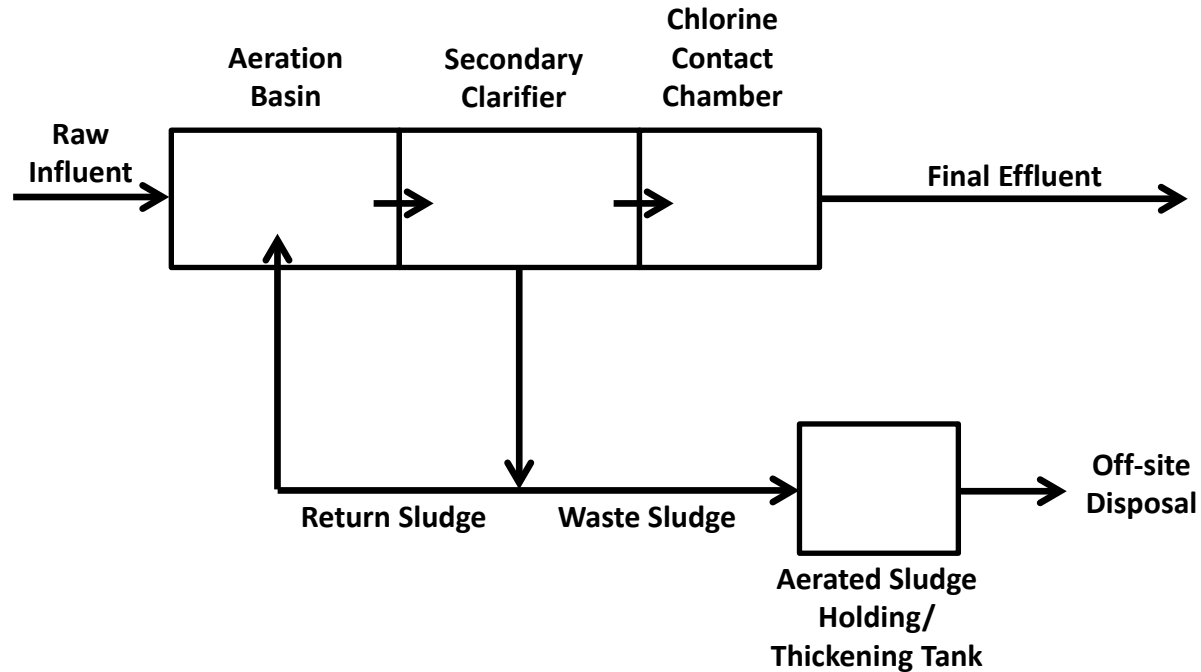 Aeration
Basin
Secondary
Clarifier
Chlorine
Contact
Chamber
Raw
Influent
Final Effluent
Return Sludge
Waste Sludge
Aerated Sludge
Holding/
Thickening Tank
Off-site
Disposal